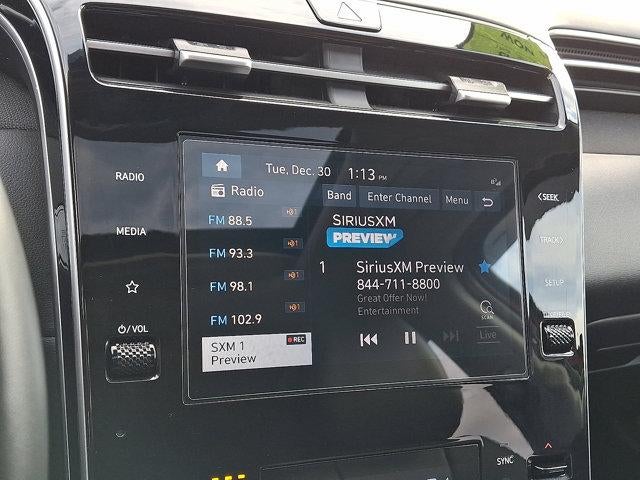 Tue, Dec. 30 1:13 PM
Radio Band Enter Channel Menu
FM 88.5
FM 93.3
FM 98.1
FM 102.9
SXM 1 REC
Preview
SIRIUSXM
PREVIEW
1 SiriusXM Preview
844-711-8800
Great Offer Now!
Entertainment
SCAN
Live
RADIO
MEDIA
/VOL
< SEEK
TRACK >
SETUP
SYNC